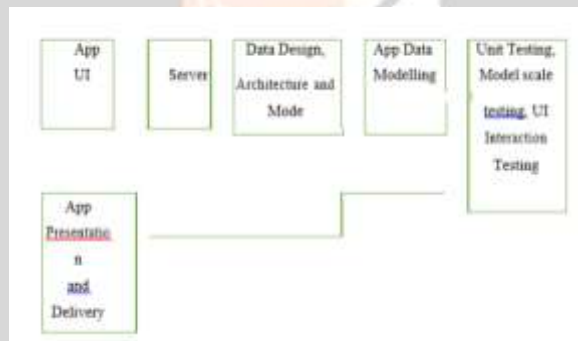 App
UI
Server
Data Design,
Architecture and
Mode
App Data
Modelling
Unit Testing,
Model scale
testing, UI
Interaction
Testing
App
Presentatio
n
and
Delivery